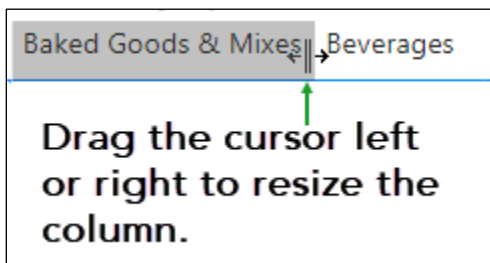 Baked Goods & Mixes Beverages
Drag the cursor left
or right to resize the
column.